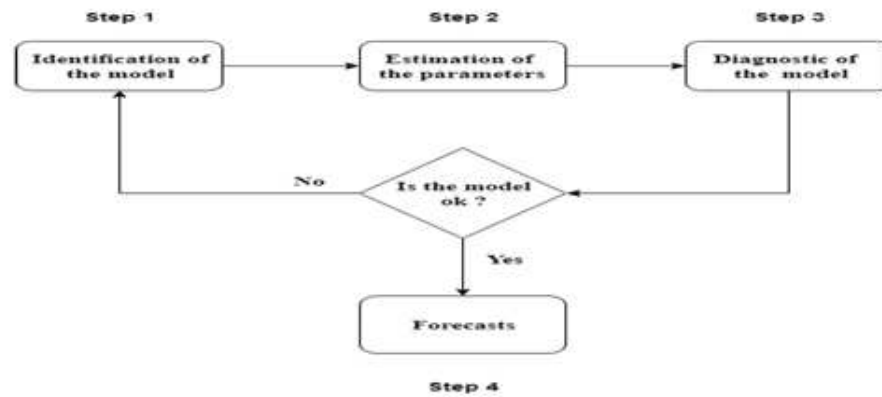 Step 1
Step 2
Step 3
Identification of
the model
Estimation of
the parameters
Diagnostic of
the model
No
Is the model
ok ?
Yes
Forecasts
Step 4